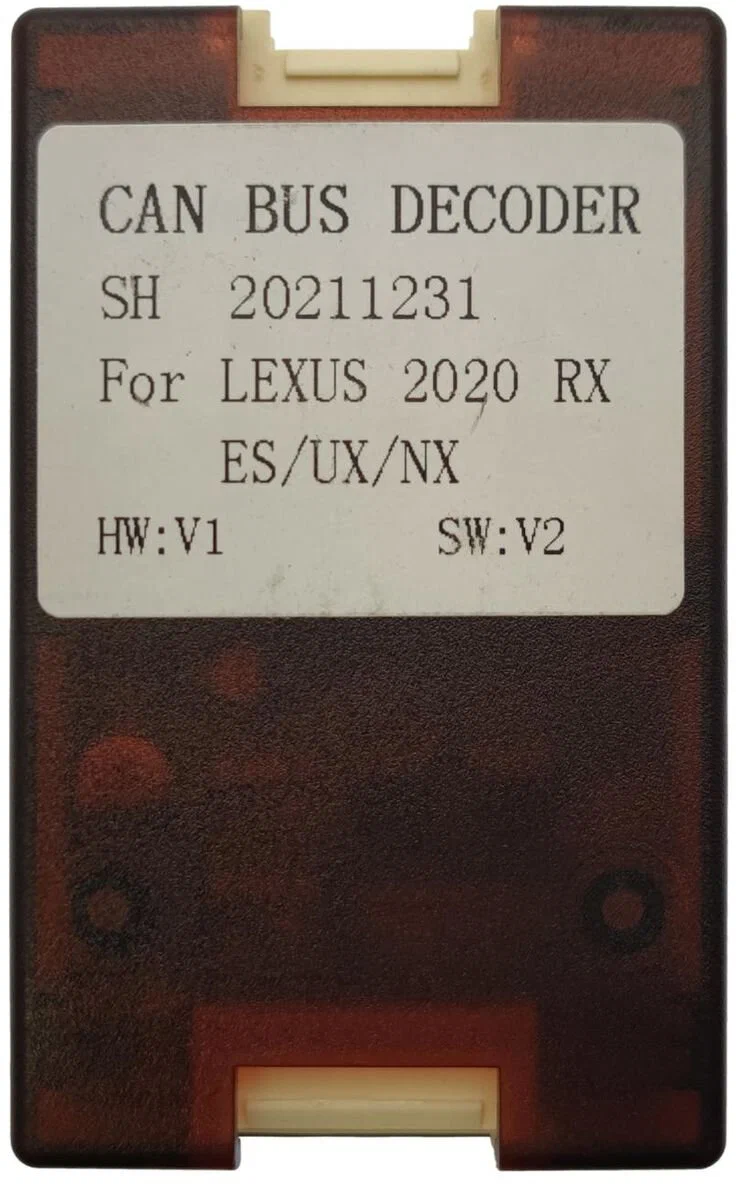 CAN BUS DECODER
SH 20211231
For LEXUS 2020 RX
ES/UX/NX
HW:V1 SW:V2